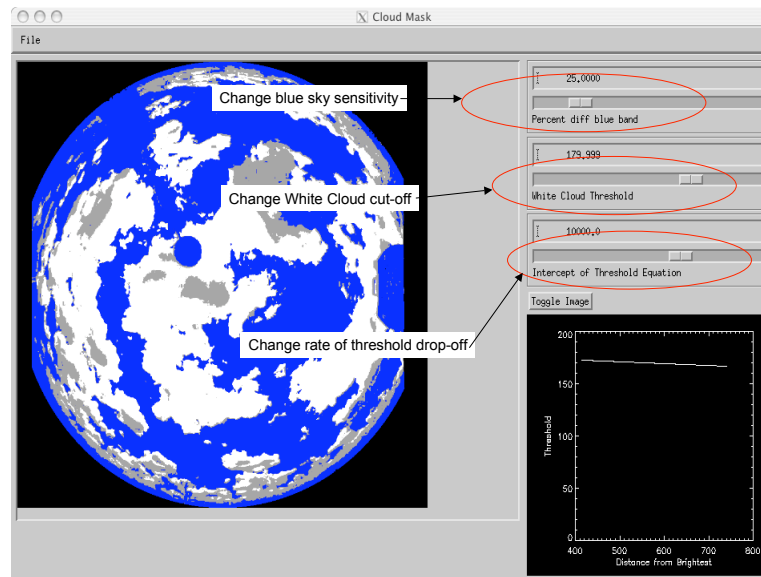 X Cloud Mask
File
Change blue sky sensitivity
25.0000
Percent diff blue band
179.999
Change White Cloud cut-off
White Cloud Threshold
10000.0
Intercept of Threshold Equation
Change rate of threshold drop-off
Toggle Image
200
150
100
50
0
Threshold
400 500 600 700 800
Distance from Brightest